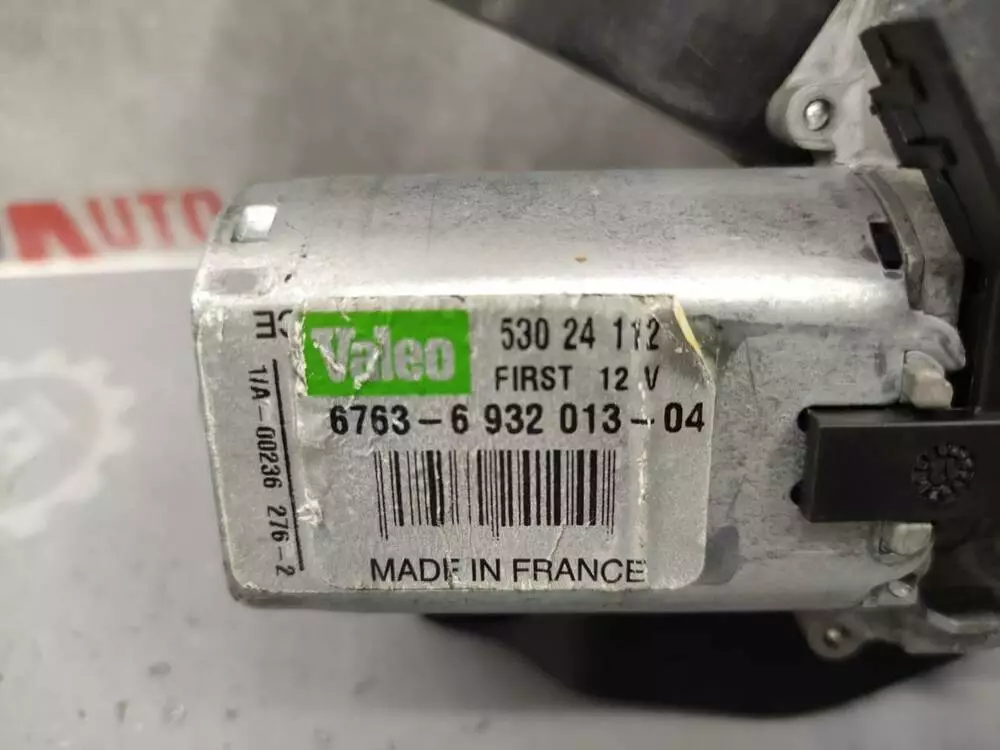 AUTO
CE
1/A-00236 276-2
Valeo
530 24 112
FIRST 12 V
6763-6 932 013-04
MADE IN FRANCE